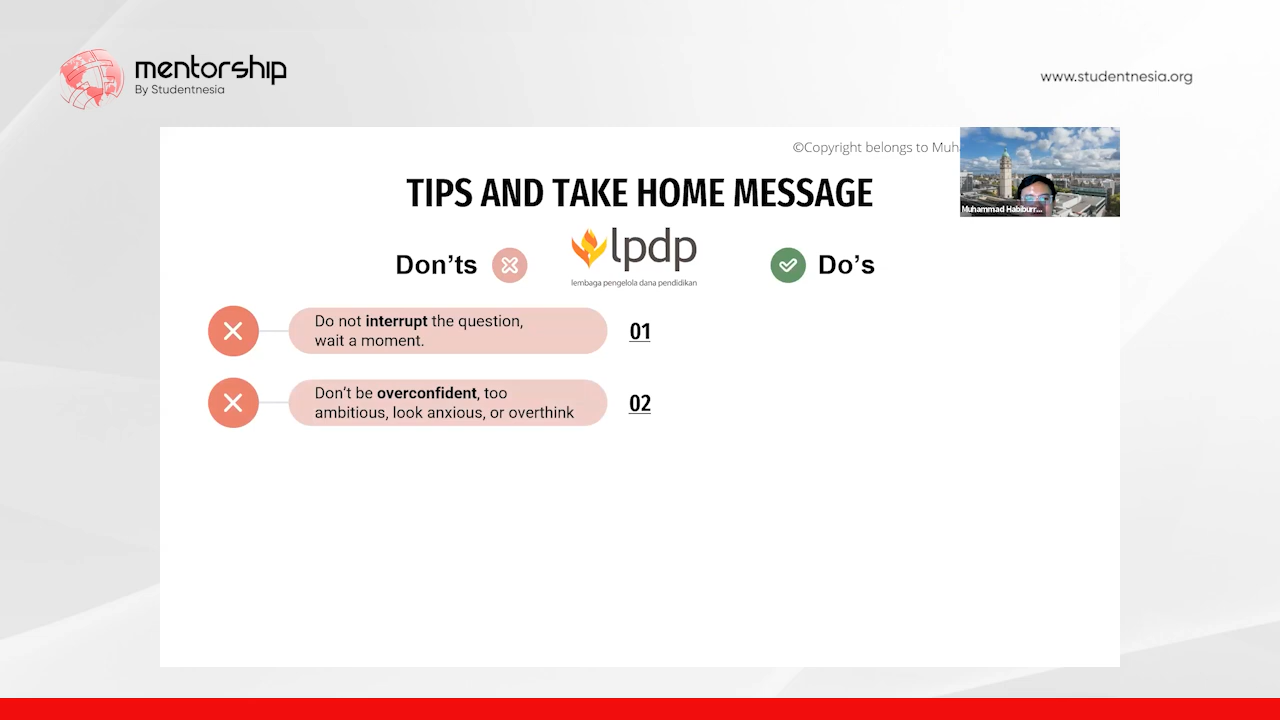 mentorship
By Studentnesia
www.studentnesia.org
©Copyright belongs to Muh
Muhammad Habiburr...
TIPS AND TAKE HOME MESSAGE
Don'ts
lpdp
lembaga pengelola dana pendidikan
Do's
Do not interrupt the question,
wait a moment.
01
Don't be overconfident, too
ambitious, look anxious, or overthink
02